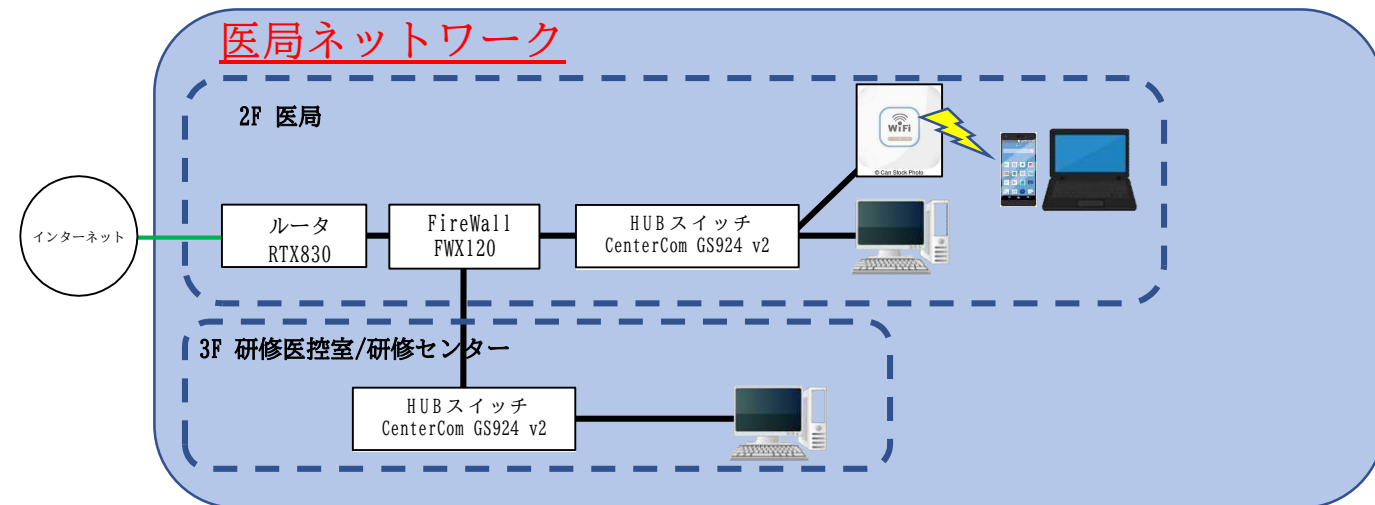 医局ネットワーク
2F 医局
WiFi
© Can Stock Photo
インターネット
ルータ
RTX830
FireWall
FWX120
HUBスイッチ
CenterCom GS924 v2
3F 研修医控室/研修センター
HUBスイッチ
CenterCom GS924 v2